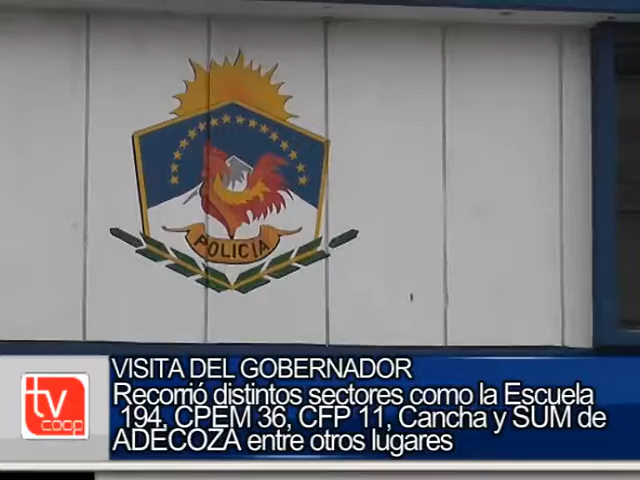 POLICIA
VISITA DEL GOBERNADOR
Recorrió distintos sectores como la Escuela
194, CPEM 36, CFP 11, Cancha y SUM de
ADECOZA entre otros lugares
tv
coop